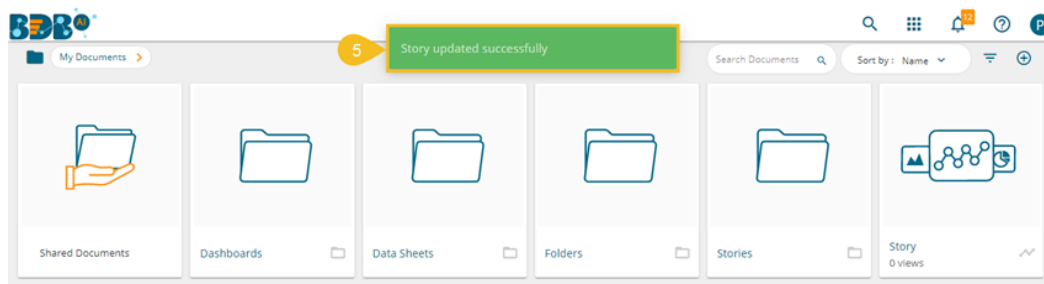 BDB AI
12
P
My Documents
5
Story updated successfully
Search Documents
Sort by : Name
Shared Documents
Dashboards
Data Sheets
Folders
Stories
Story
0 views